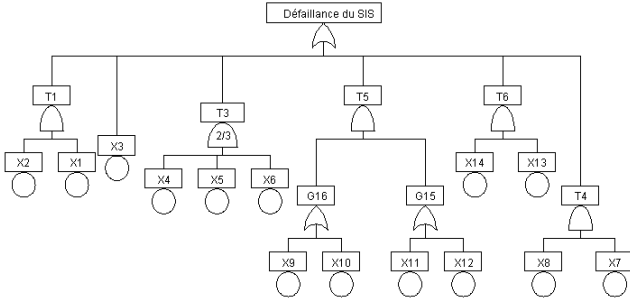 Défaillance du SIS
T1
T5
T6
T3
2/3
X3
X2
X1
X14
X13
X4
X5
X6
G16
G15
T4
X9
X10
X11
X12
X8
X7